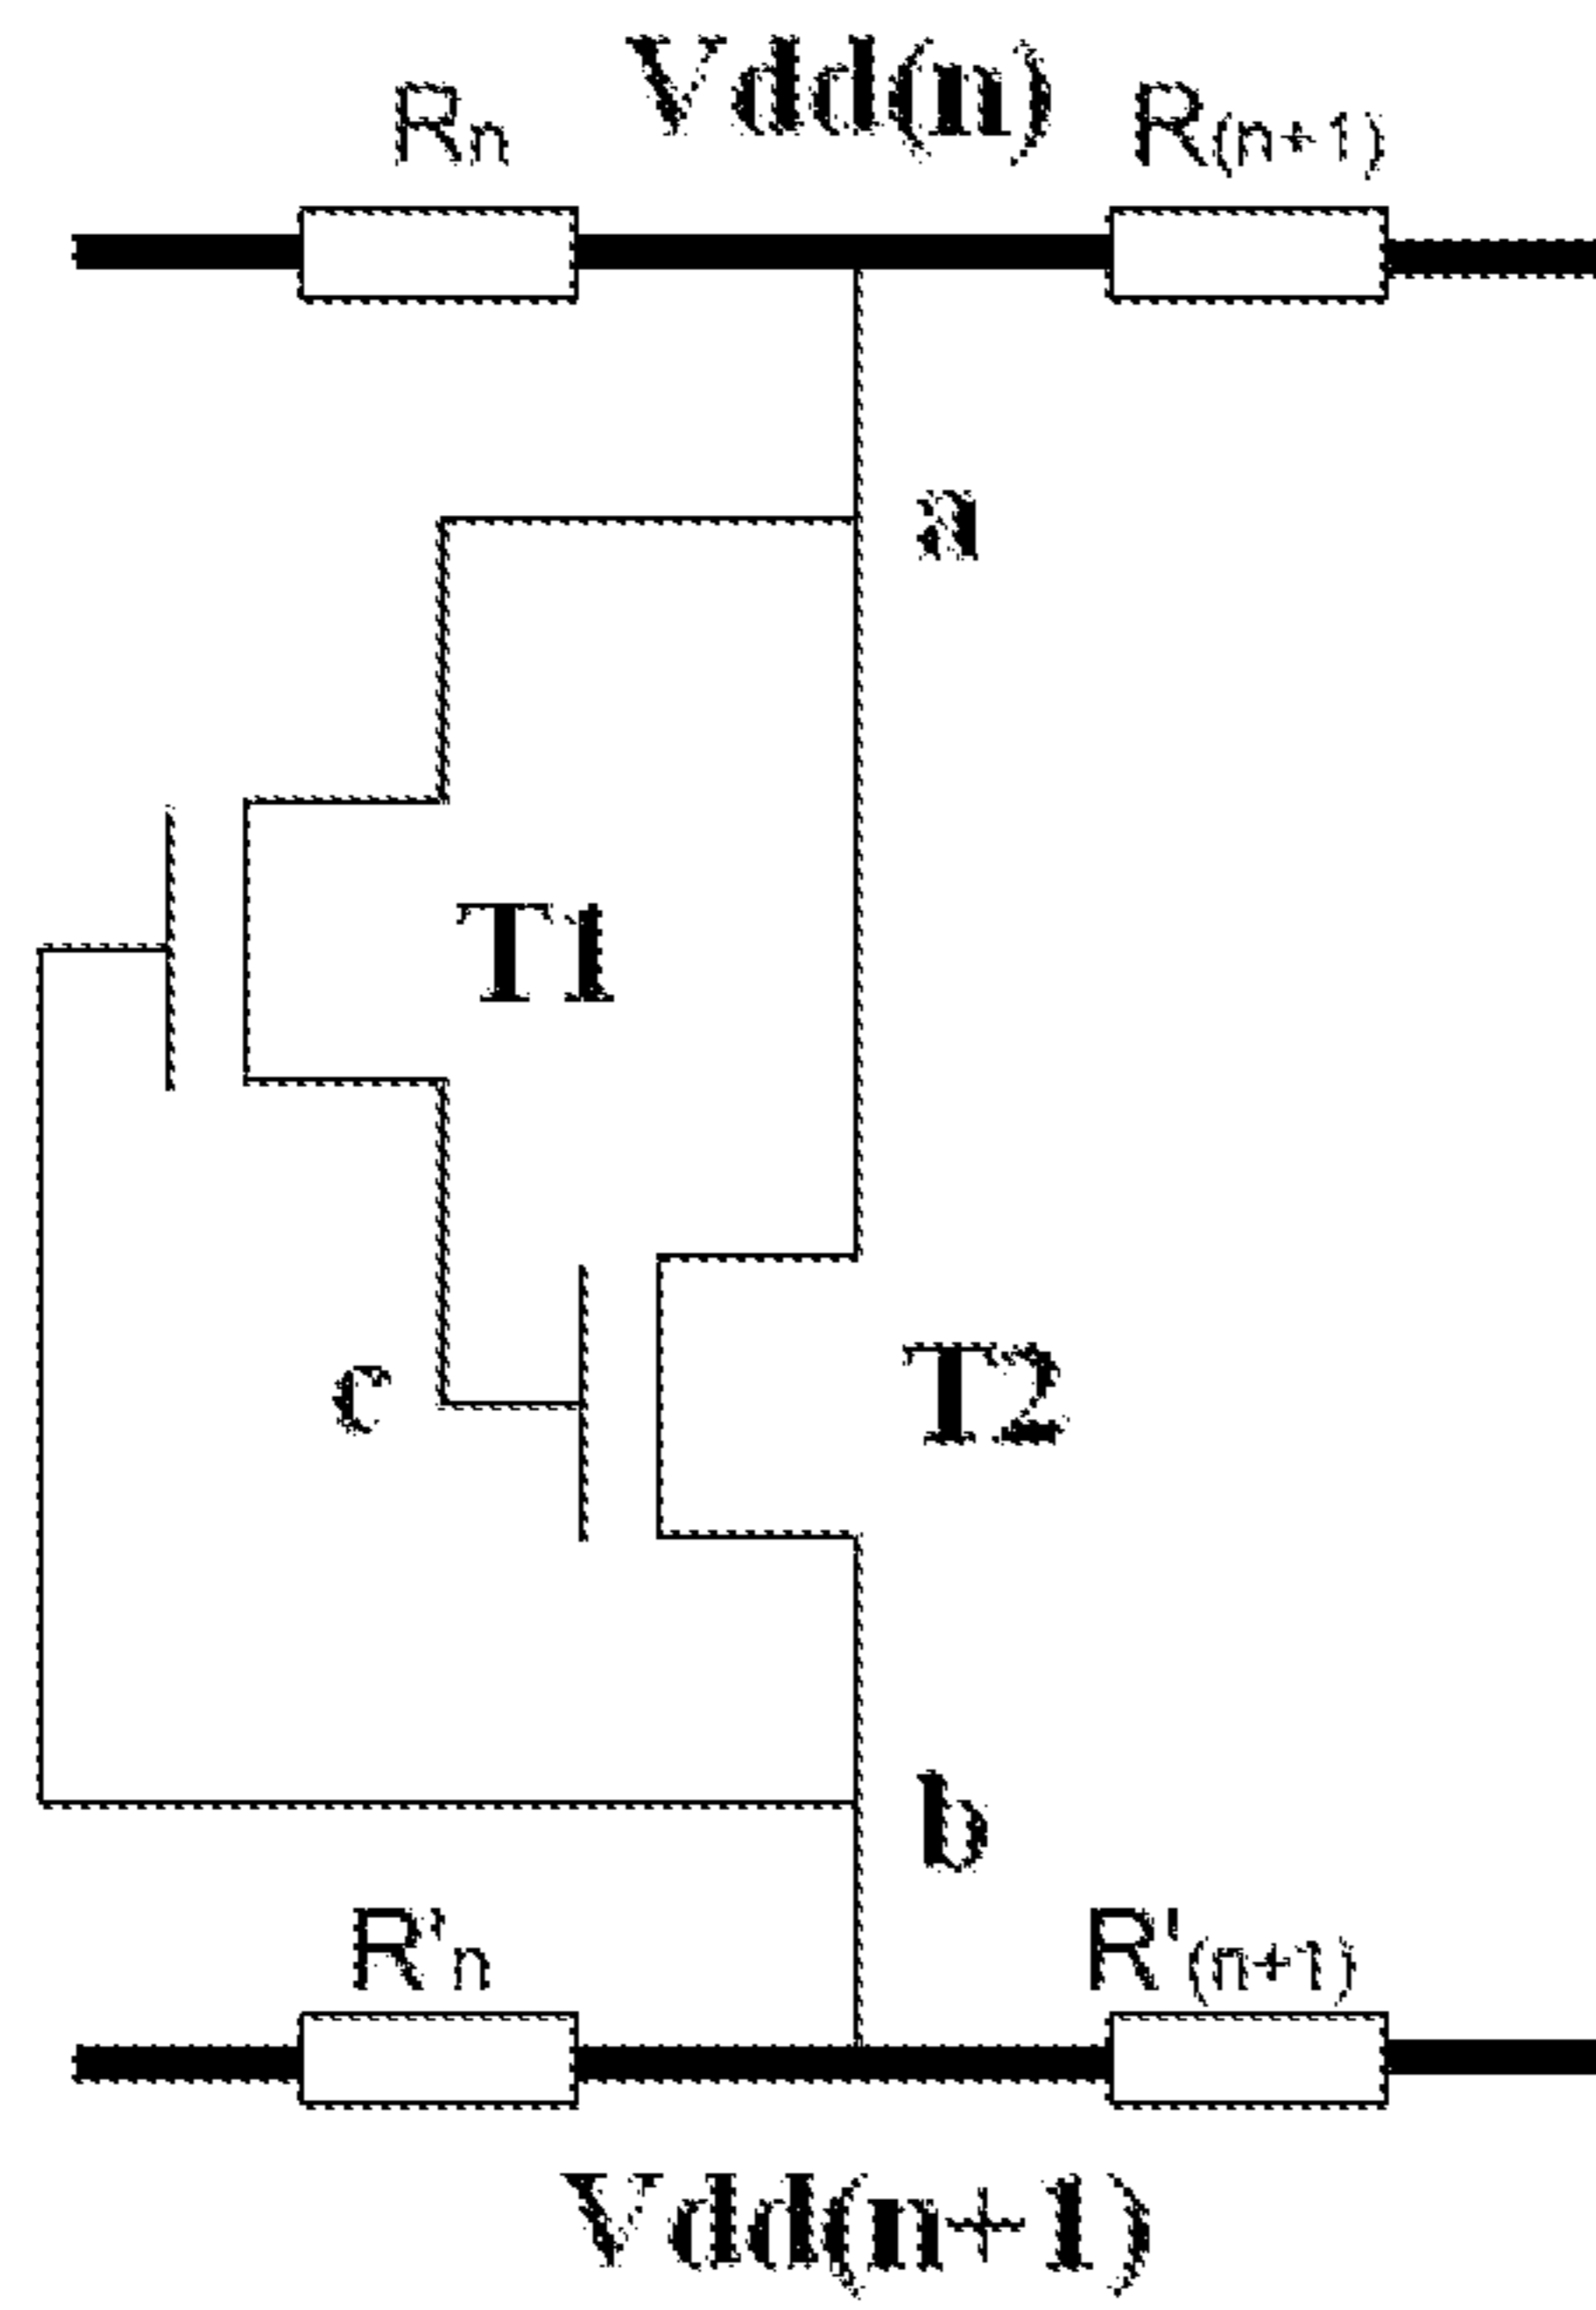 Vdd(n)
Rn
R(n+1)
a
T1
c
T2
b
R'n
R'(n+1)
Vdd(n+1)